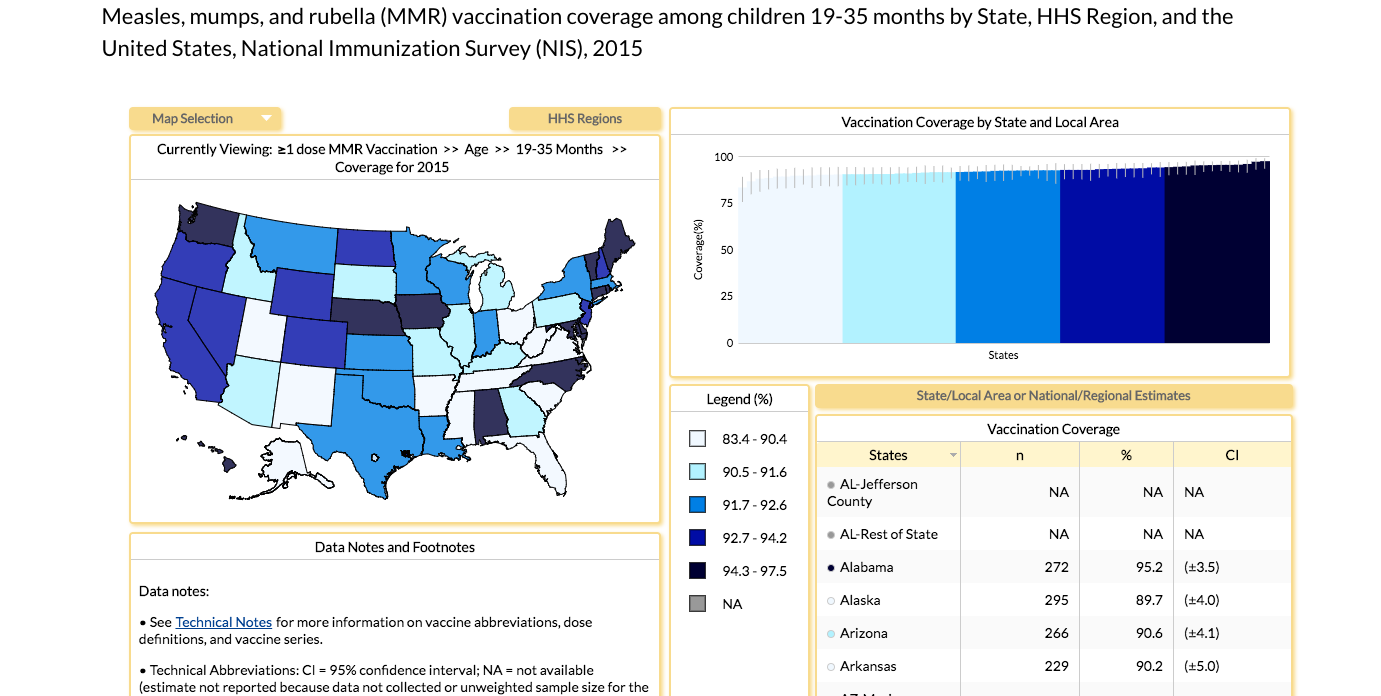 Measles, mumps, and rubella (MMR) vaccination coverage among children 19-35 months by State, HHS Region, and the
United States, National Immunization Survey (NIS), 2015
Map Selection
HHS Regions
Currently Viewing: ≥1 dose MMR Vaccination >> Age >> 19-35 Months >>
Coverage for 2015
Data Notes and Footnotes
Data notes:
• See Technical Notes for more information on vaccine abbreviations, dose
definitions, and vaccine series.
• Technical Abbreviations: CI = 95% confidence interval; NA = not available
(estimate not reported because data not collected or unweighted sample size for the
Vaccination Coverage by State and Local Area
100
75
50
25
0
Coverage(%)
States
Legend (%)
83.4 - 90.4
90.5 - 91.6
91.7 - 92.6
92.7 - 94.2
94.3 - 97.5
NA
State/Local Area or National/Regional Estimates
Vaccination Coverage
States n % CI
AL-Jefferson
County NA NA NA
AL-Rest of State NA NA NA
Alabama 272 95.2 (±3.5)
Alaska 295 89.7 (±4.0)
Arizona 266 90.6 (±4.1)
Arkansas 229 90.2 (±5.0)